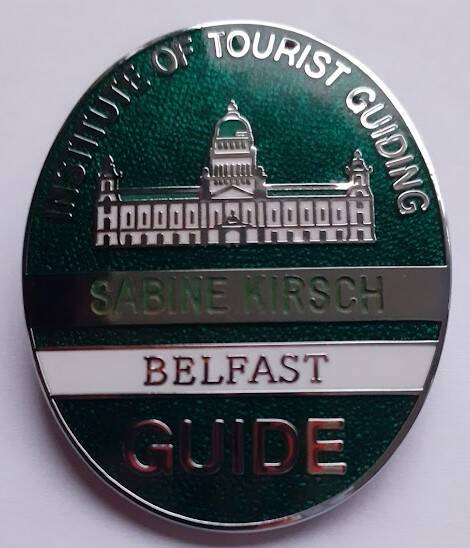 INSTITUTE OF TOURIST GUIDING
SABINE KIRSCH
BELFAST
GUIDE